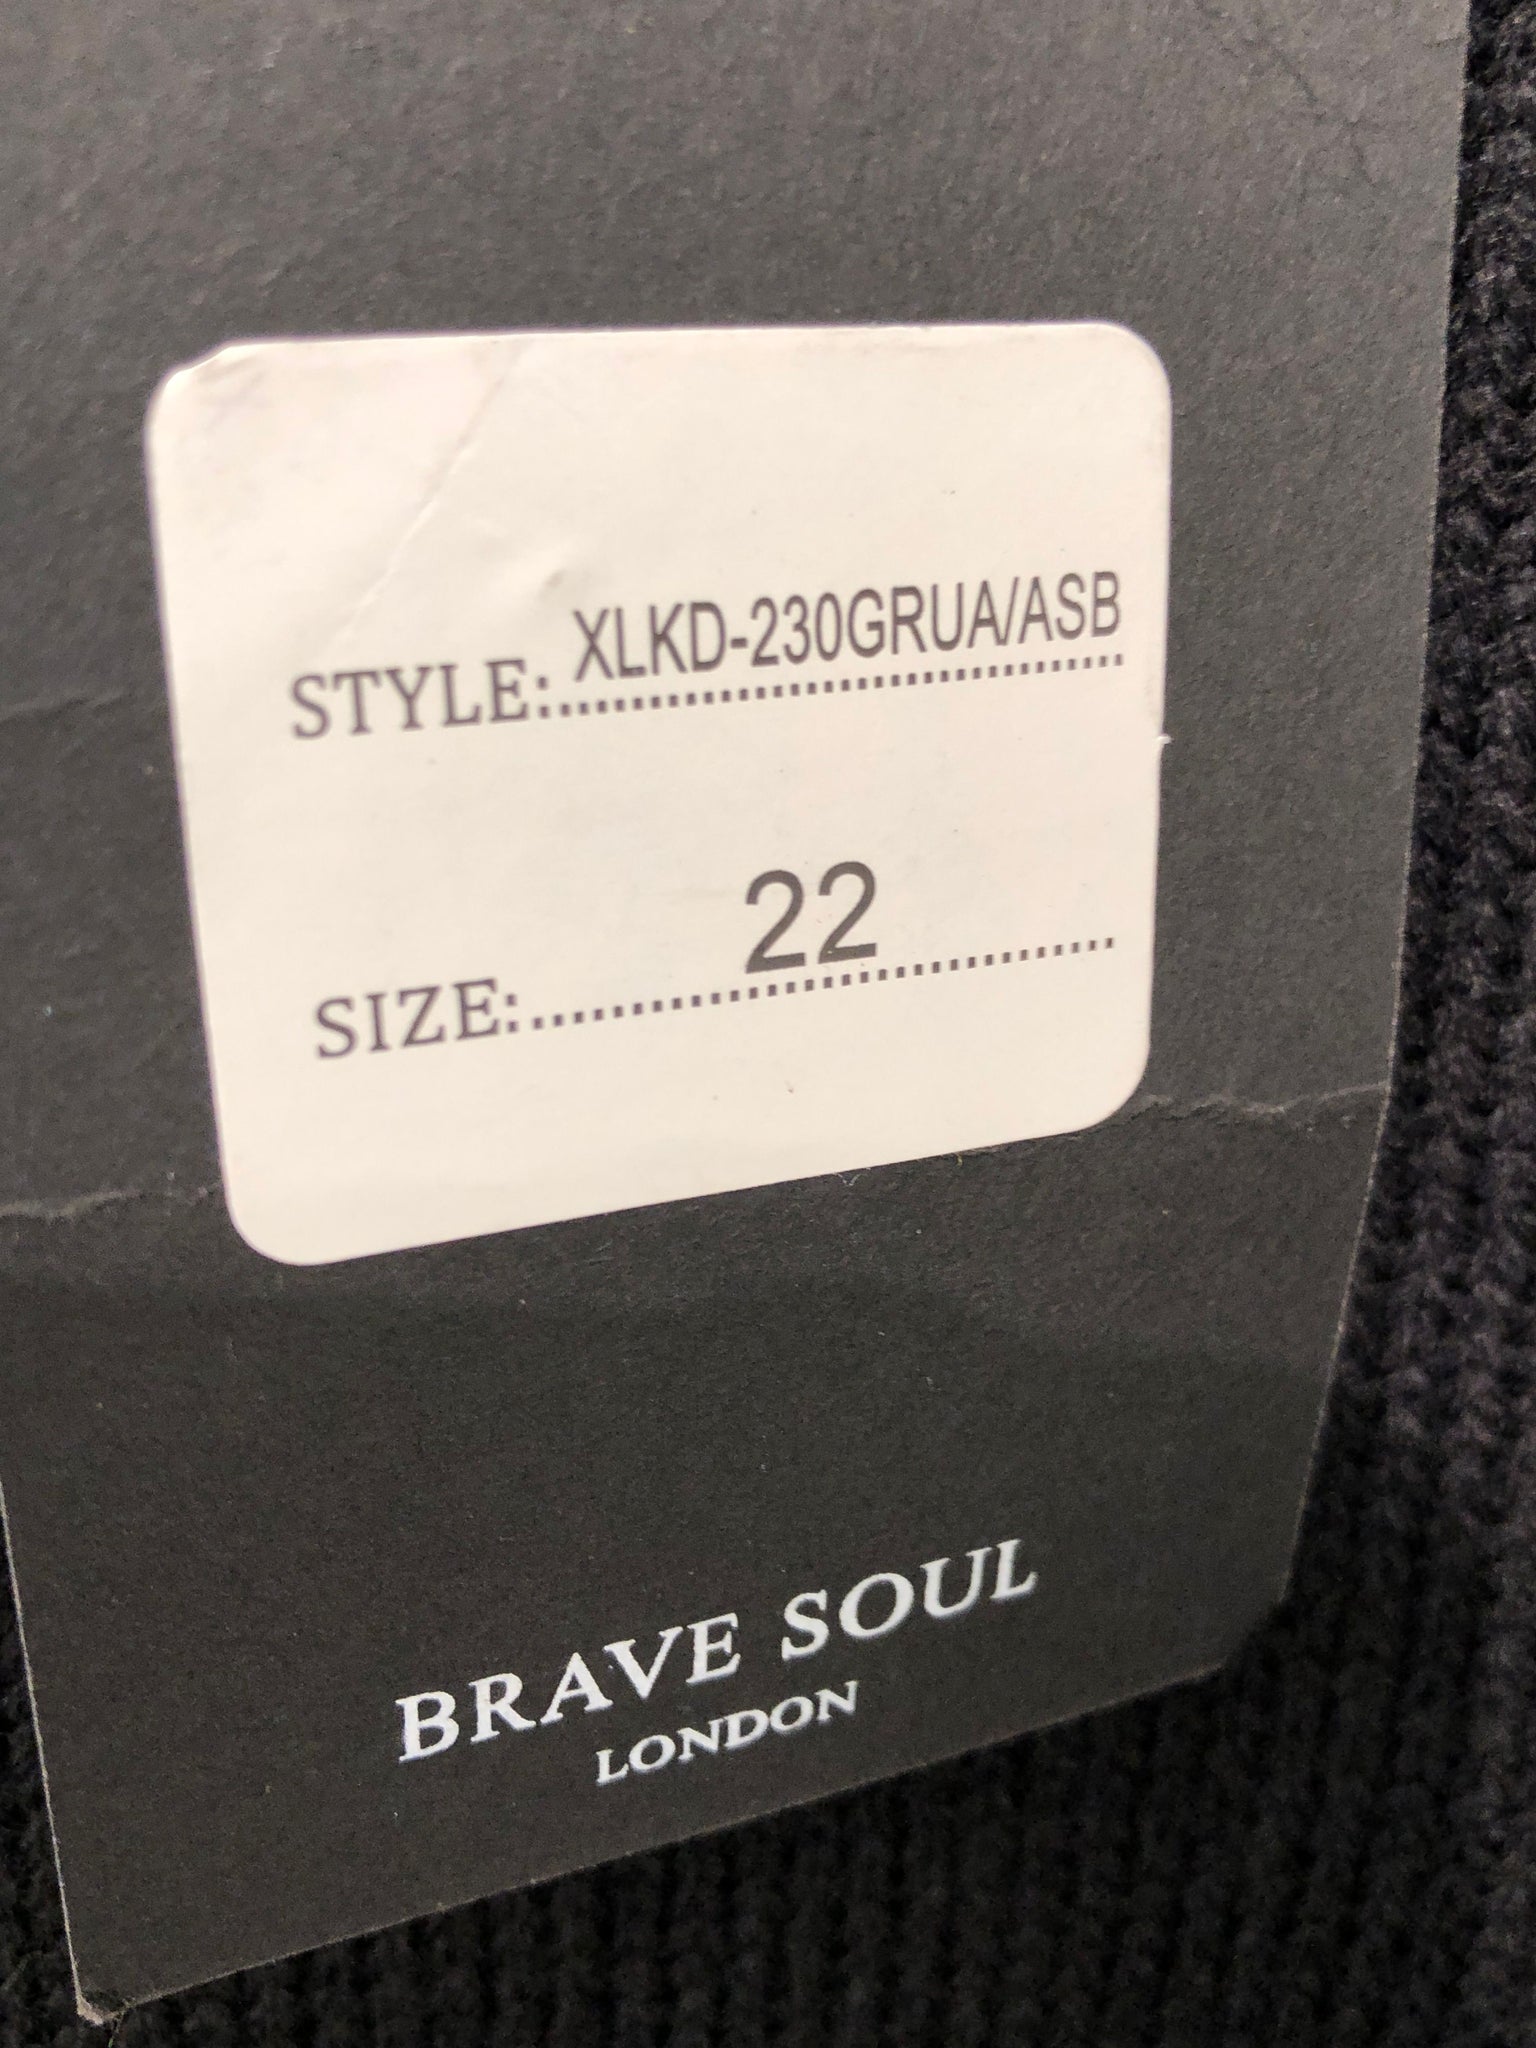 STYLE: XLKD-230GRUA/ASB
SIZE: 22
BRAVE SOUL
LONDON